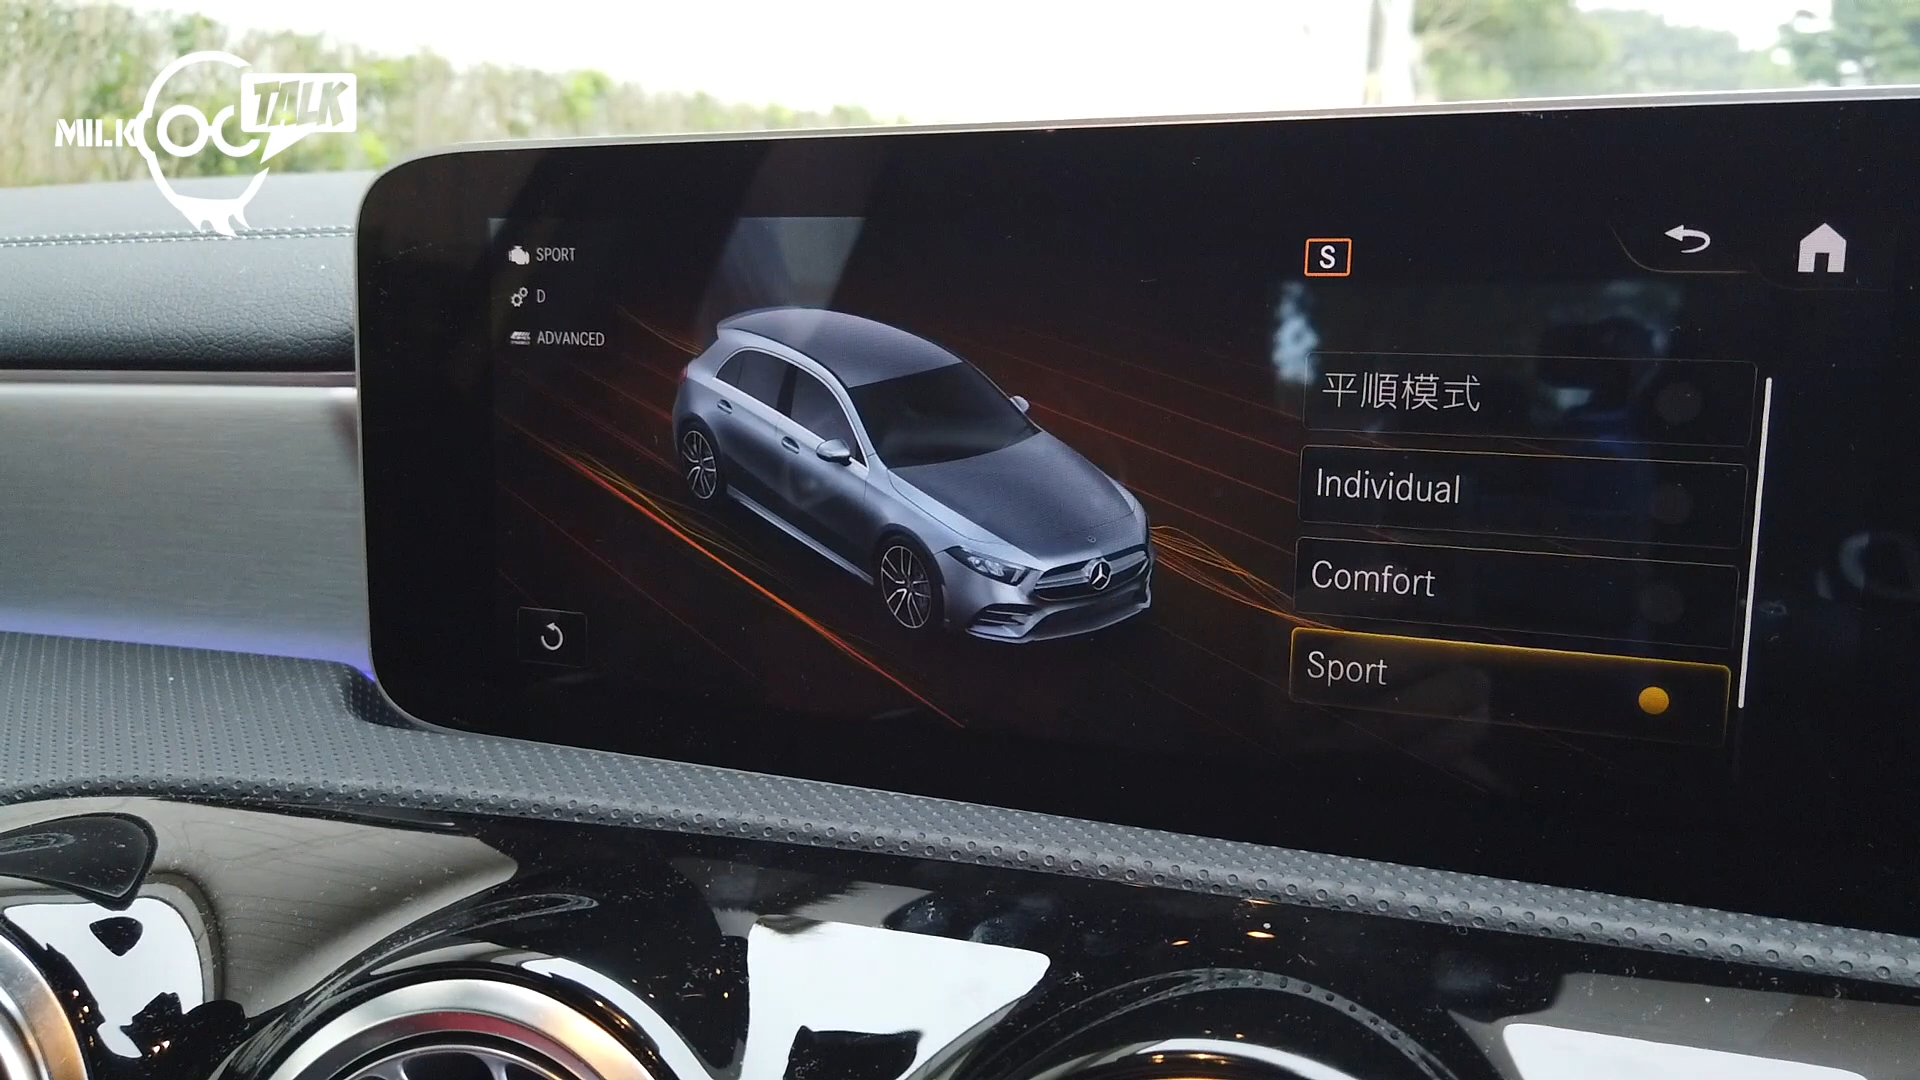 MILK
TALK
SPORT
D
ADVANCED
S
平順模式
Individual
Comfort
Sport